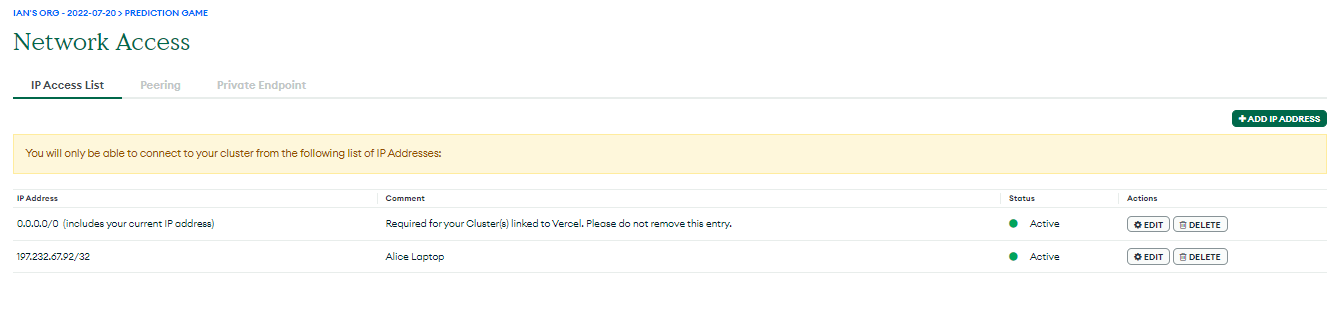 IAN'S ORG - 2022-07-20 > PREDICTION GAME
Network Access
IP Access List Peering Private Endpoint
+ ADD IP ADDRESS
You will only be able to connect to your cluster from the following list of IP Addresses:
IP Address Comment Status Actions
0.0.0.0/0 (includes your current IP address) Required for your Cluster(s) linked to Vercel. Please do not remove this entry. Active EDIT DELETE
197.232.67.92/32 Alice Laptop Active EDIT DELETE